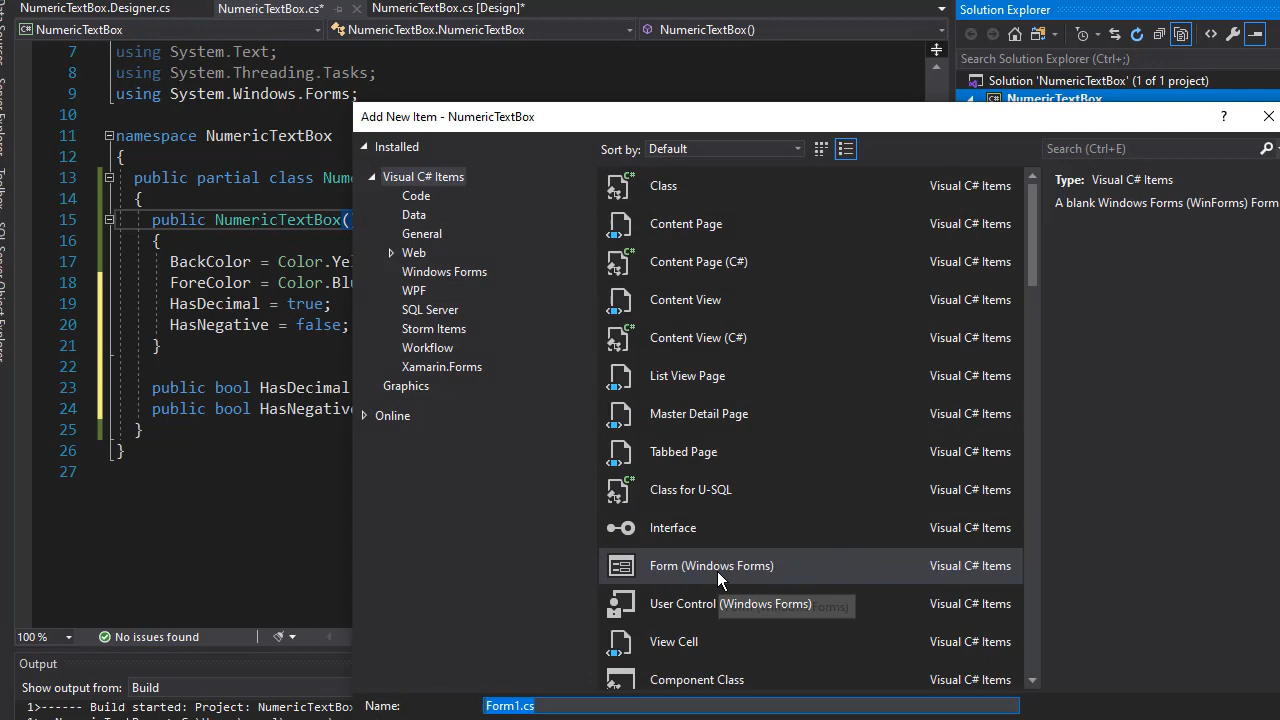 NumericTextBox.Designer.cs
NumericTextBox.cs*
NumericTextBox.cs [Design]*
Solution Explorer
NumericTextBox
NumericTextBox.NumericTextBox
NumericTextBox()
Search Solution Explorer (Ctrl+;)
Solution 'NumericTextBox' (1 of 1 project)
NumericTextBox
Server Explorer
Toolbox
SQL Server Object Explorer
7 using System.Text;
8 using System.Threading.Tasks;
9 using System.Windows.Forms;
10
11 namespace NumericTextBox
12 {
13 public partial class
14 {
15 public NumericTextBox(
16 {
17 BackColor = Color.
18 ForeColor = Color.
19 HasDecimal = true;
20 HasNegative = false;
21 }
22
23 public bool HasDecimal
24 public bool HasNegative
25 }
26 }
27
100 %
No issues found
Output
Show output from: Build
1>------ Build started: Project: NumericTextBox
Add New Item - NumericTextBox
?
Installed
Visual C# Items
Code
Data
General
Web
Windows Forms
WPF
SQL Server
Storm Items
Workflow
Xamarin.Forms
Graphics
Online
Sort by: Default
Search (Ctrl+E)
Class Visual C# Items
Content Page Visual C# Items
Content Page (C#) Visual C# Items
Content View Visual C# Items
Content View (C#) Visual C# Items
List View Page Visual C# Items
Master Detail Page Visual C# Items
Tabbed Page Visual C# Items
Class for U-SQL Visual C# Items
Interface Visual C# Items
Form (Windows Forms) Visual C# Items
User Control (Windows Forms) Visual C# Items
View Cell Visual C# Items
Component Class Visual C# Items
Type: Visual C# Items
A blank Windows Forms (WinForms) Form
Name: Form1.cs